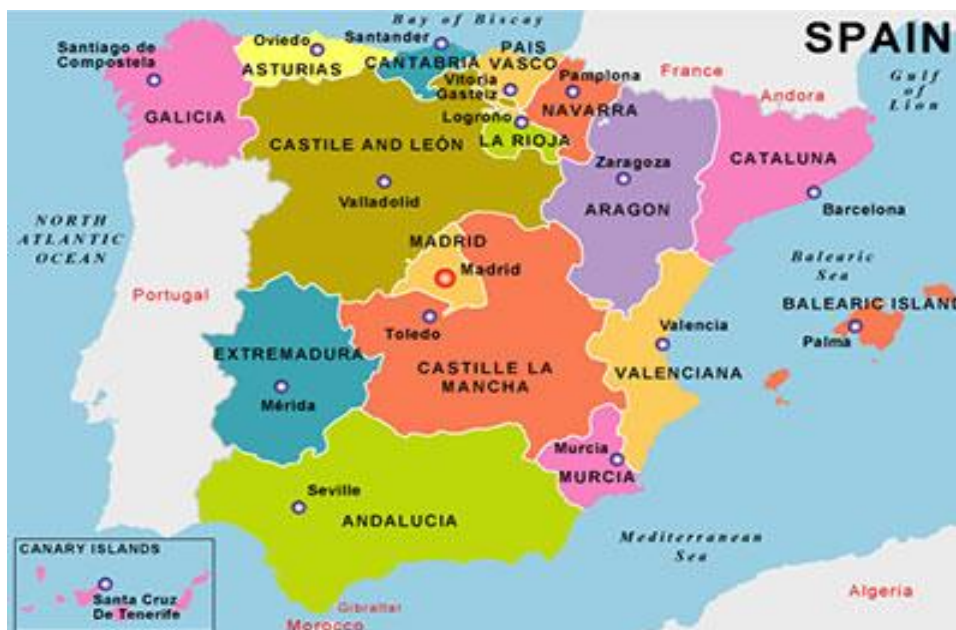 SPAIN
Bay of Biscay
Gulf
of
Lion
Santiago de
Compostela
GALICIA
Oviedo
ASTURIAS
Santander
CANTABRIA
PAIS
VASCO
Vitoria
Gasteiz
Pamplona
NAVARRA
Logroño
LA RIOJA
France
Andora
CASTILE AND LEÓN
Valladolid
Zaragoza
ARAGON
CATALUNA
Barcelona
NORTH
ATLANTIC
OCEAN
Portugal
MADRID
Madrid
Toledo
Balearic
Sea
BALEARIC ISLAND
Palma
EXTREMADURA
Mérida
CASTILLE LA
MANCHA
Valencia
VALENCIANA
Murcia
MURCIA
Seville
ANDALUCIA
Mediterranean
Sea
CANARY ISLANDS
Santa Cruz
De Tenerife
Gibraltar
Morocco
Algeria